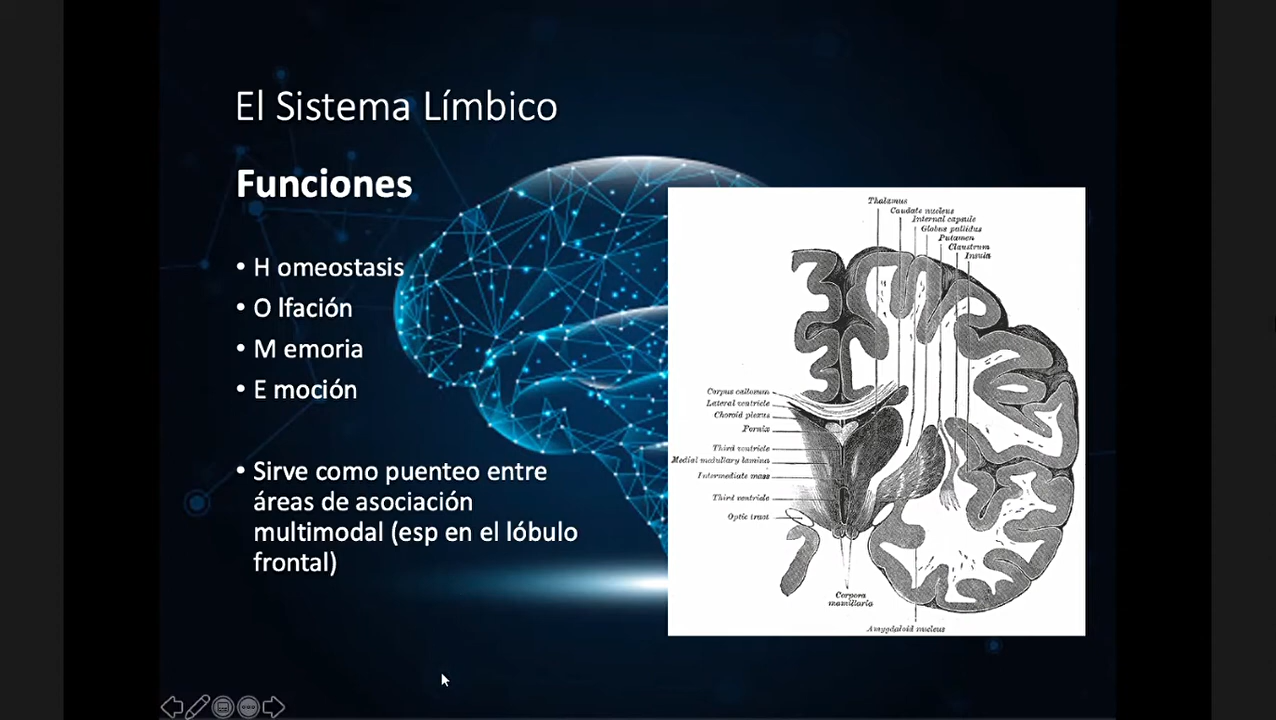 El Sistema Límbico
Funciones
• H omeostasis
• O lfación
• M emoria
• E moción
• Sirve como puenteo entre
áreas de asociación
multimodal (esp en el lóbulo
frontal)
Thalamus
Caudate nucleus
Internal capsule
Globus pallidus
Putamen
Claustrum
Insula
Corpus callosum
Lateral ventricle
Choroid plexus
Fornix
Third ventricle
Medial medullary lamina
Intermediate mass
Third ventricle
Optic tract
Corpora
mamillaria
Amygdaloid nucleus